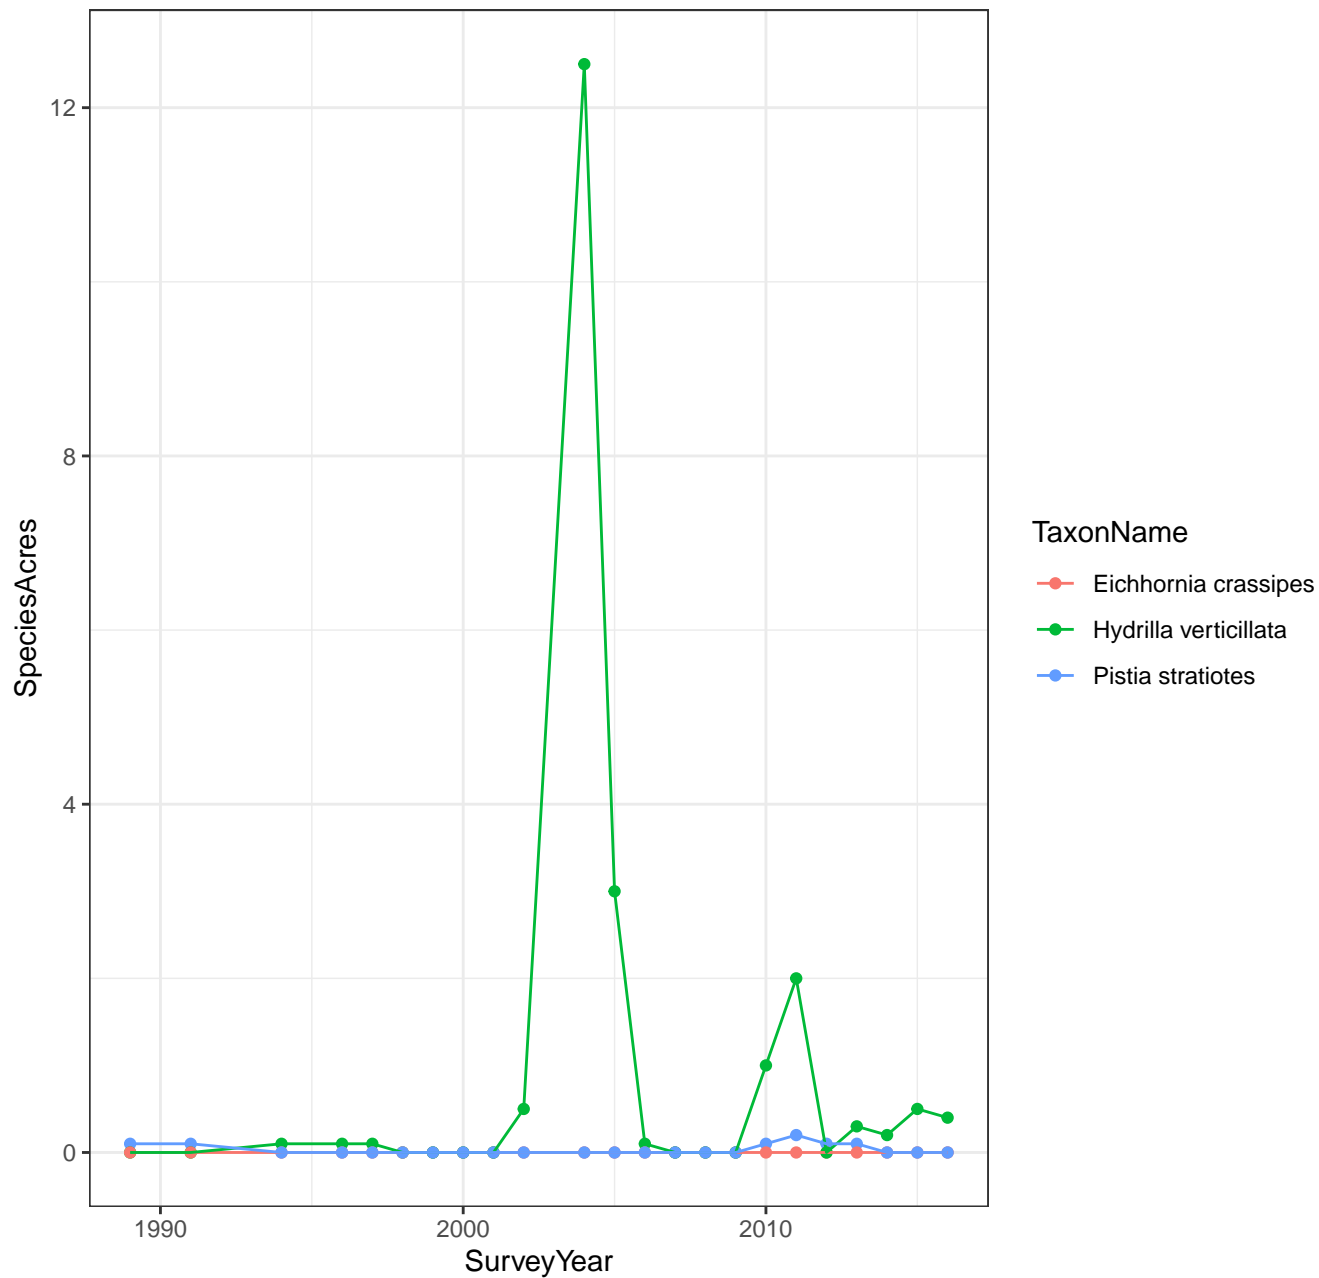 12
8
4
0
SpeciesAcres
1990 2000 2010
SurveyYear
TaxonName
Eichhornia crassipes
Hydrilla verticillata
Pistia stratiotes